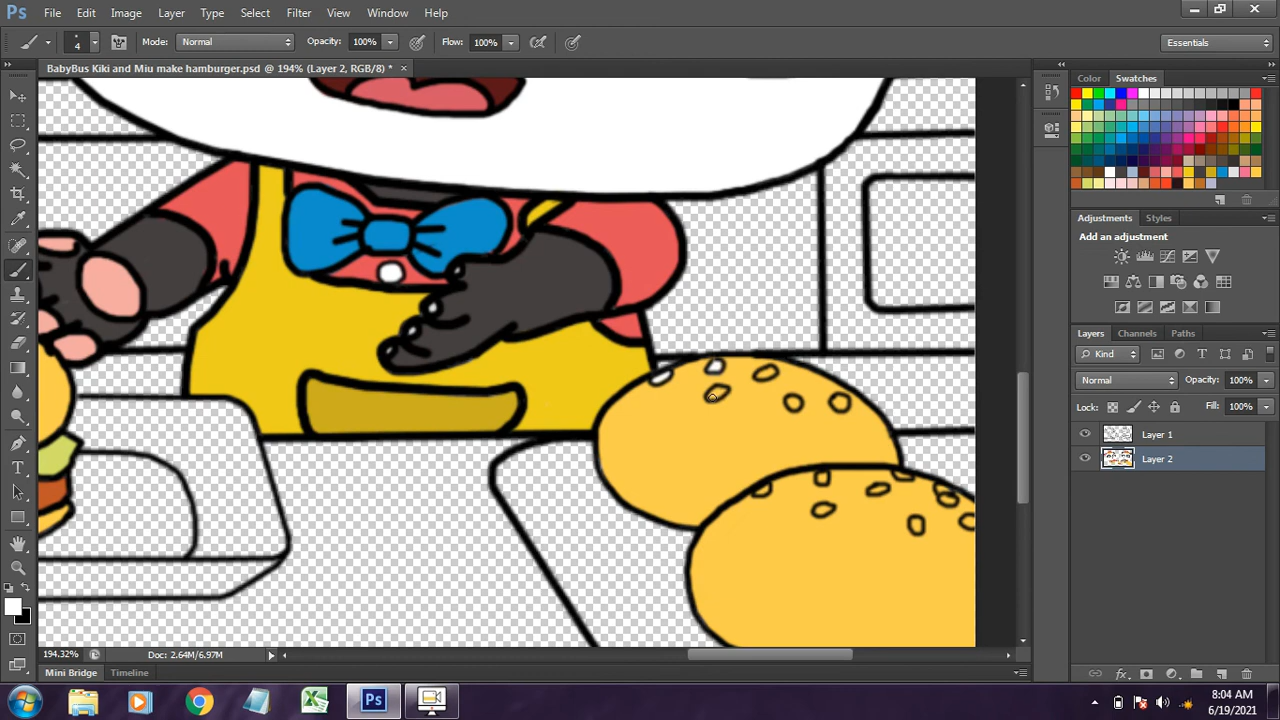 Ps File Edit Image Layer Type Select Filter View Window Help
4 Mode: Normal Opacity: 100% Flow: 100% Essentials
BabyBus Kiki and Miu make hamburger.psd @ 194% (Layer 2, RGB/8) * ×
Color Swatches
Adjustments Styles
Add an adjustment
Layers Channels Paths
Kind
Normal Opacity: 100%
Lock: Fill: 100%
Layer 1
Layer 2
194.32% Doc: 2.64M/6.97M
Mini Bridge Timeline
Ps
8:04 AM
6/19/2021